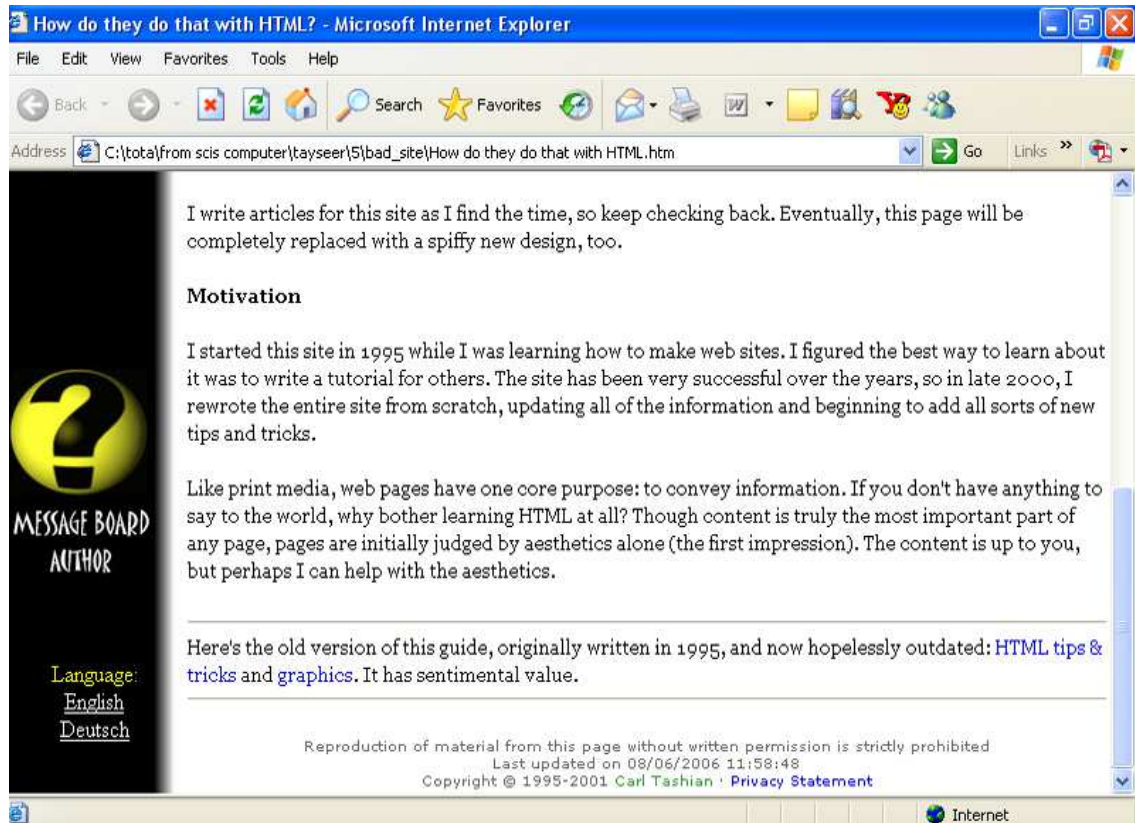 How do they do that with HTML? - Microsoft Internet Explorer
File Edit View Favorites Tools Help
Back Search Favorites
Address C:\tota\from scis computer\tayseer\5\bad_site\How do they do that with HTML.htm Go Links »
I write articles for this site as I find the time, so keep checking back. Eventually, this page will be
completely replaced with a spiffy new design, too.
Motivation
I started this site in 1995 while I was learning how to make web sites. I figured the best way to learn about
it was to write a tutorial for others. The site has been very successful over the years, so in late 2000, I
rewrote the entire site from scratch, updating all of the information and beginning to add all sorts of new
tips and tricks.
Like print media, web pages have one core purpose: to convey information. If you don't have anything to
say to the world, why bother learning HTML at all? Though content is truly the most important part of
any page, pages are initially judged by aesthetics alone (the first impression). The content is up to you,
but perhaps I can help with the aesthetics.
Here's the old version of this guide, originally written in 1995, and now hopelessly outdated: HTML tips &
tricks and graphics. It has sentimental value.
Reproduction of material from this page without written permission is strictly prohibited
Last updated on 08/06/2006 11:58:48
Copyright © 1995-2001 Carl Tashian · Privacy Statement
?
MESSAGE BOARD
AUTHOR
Language:
English
Deutsch
Internet